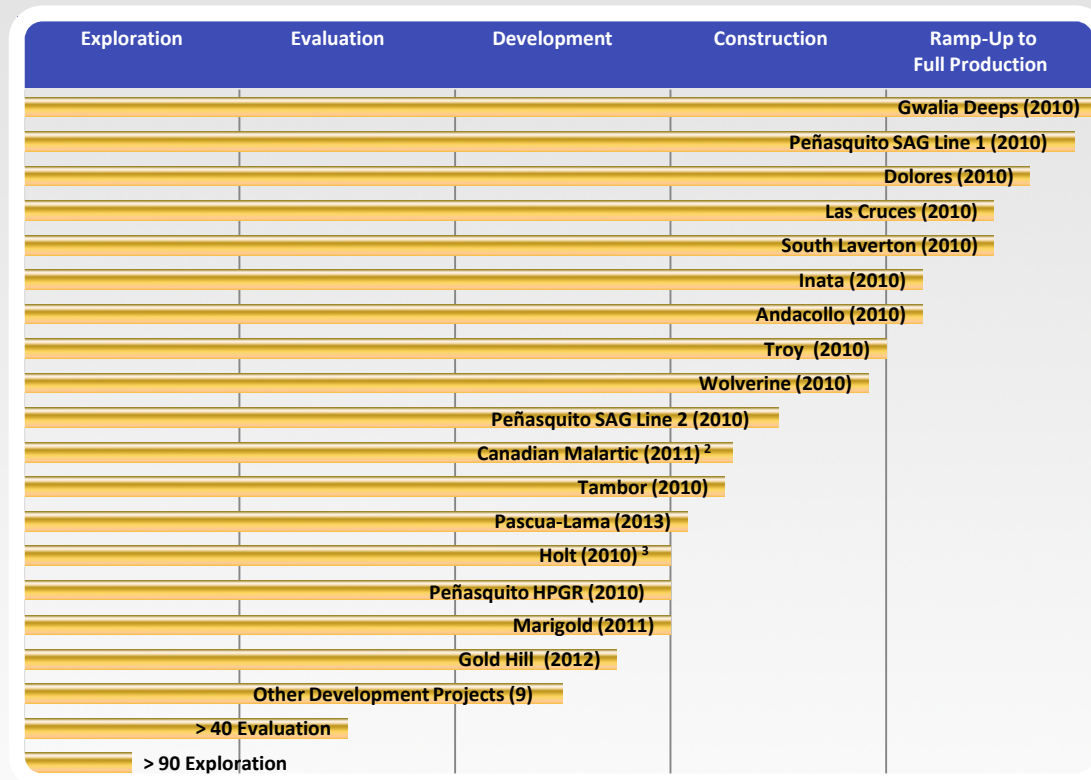 Exploration Evaluation Development Construction Ramp-Up to
Full Production
Gwalia Deeps (2010)
Peñasquito SAG Line 1 (2010)
Dolores (2010)
Las Cruces (2010)
South Laverton (2010)
Inata (2010)
Andacollo (2010)
Troy (2010)
Wolverine (2010)
Peñasquito SAG Line 2 (2010)
Canadian Malartic (2011) ²
Tambor (2010)
Pascua-Lama (2013)
Holt (2010) ³
Peñasquito HPGR (2010)
Marigold (2011)
Gold Hill (2012)
Other Development Projects (9)
> 40 Evaluation
> 90 Exploration